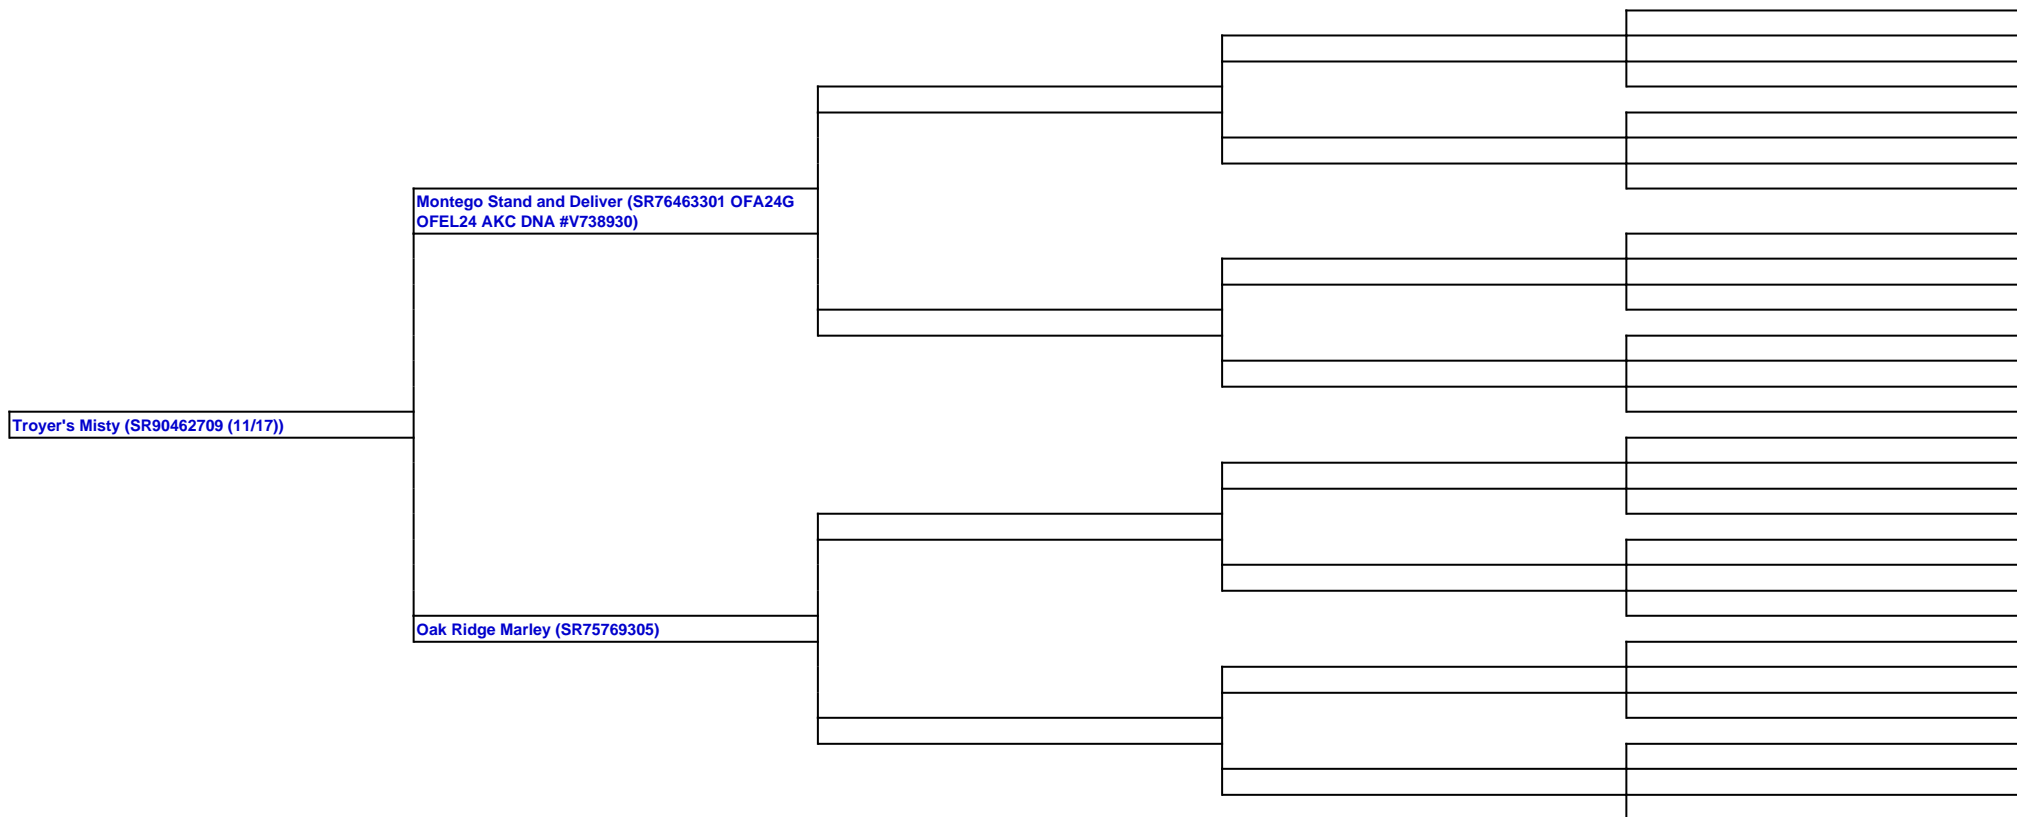 Montego Stand and Deliver (SR76463301 OFA24G
OFEL24 AKC DNA #V738930)
Troyer's Misty (SR90462709 (11/17))
Oak Ridge Marley (SR75769305)